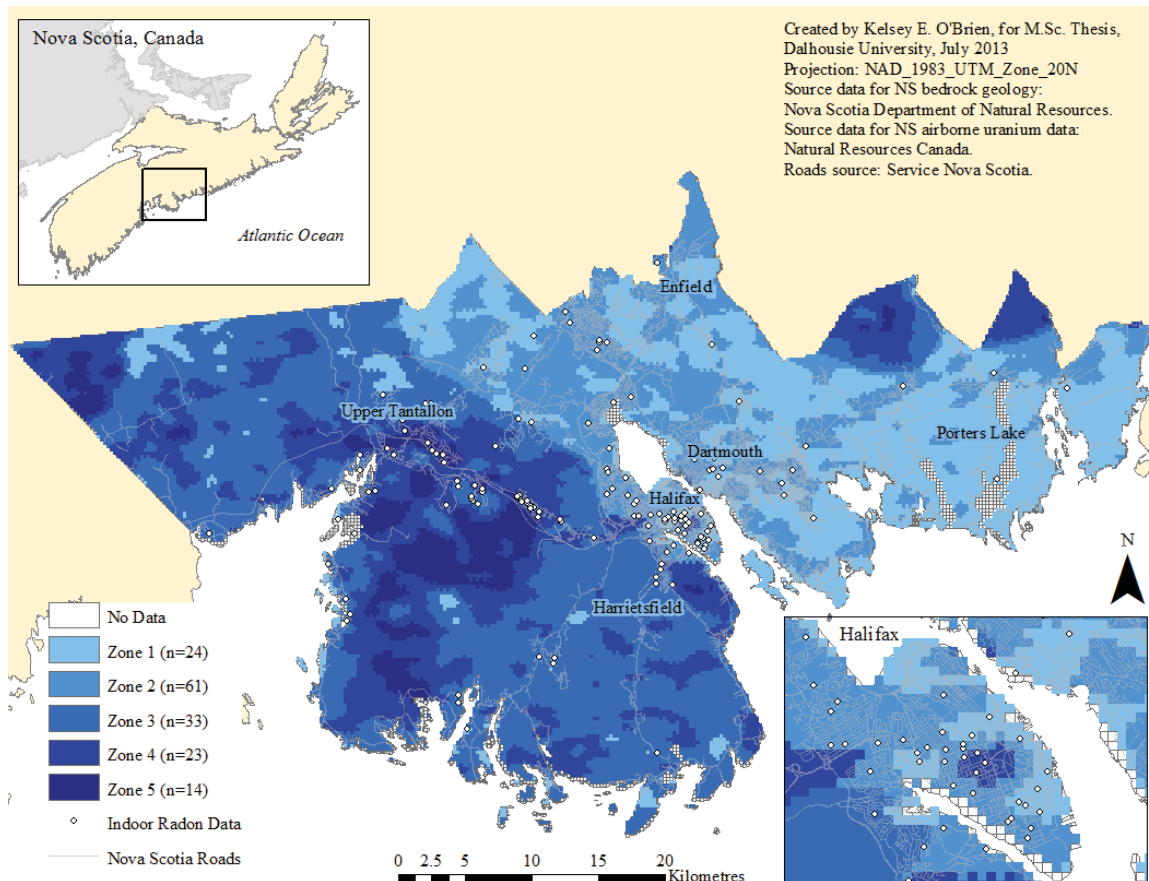 Nova Scotia, Canada
Atlantic Ocean
Created by Kelsey E. O'Brien, for M.Sc. Thesis,
Dalhousie University, July 2013
Projection: NAD_1983_UTM_Zone_20N
Source data for NS bedrock geology:
Nova Scotia Department of Natural Resources.
Source data for NS airborne uranium data:
Natural Resources Canada.
Roads source: Service Nova Scotia.
Enfield
Upper Tantallon
Porters Lake
Dartmouth
Halifax
N
Harrietsfield
No Data
Zone 1 (n=24)
Zone 2 (n=61)
Zone 3 (n=33)
Zone 4 (n=23)
Zone 5 (n=14)
Indoor Radon Data
Nova Scotia Roads
Halifax
0 2.5 5 10 15 20
Kilometres